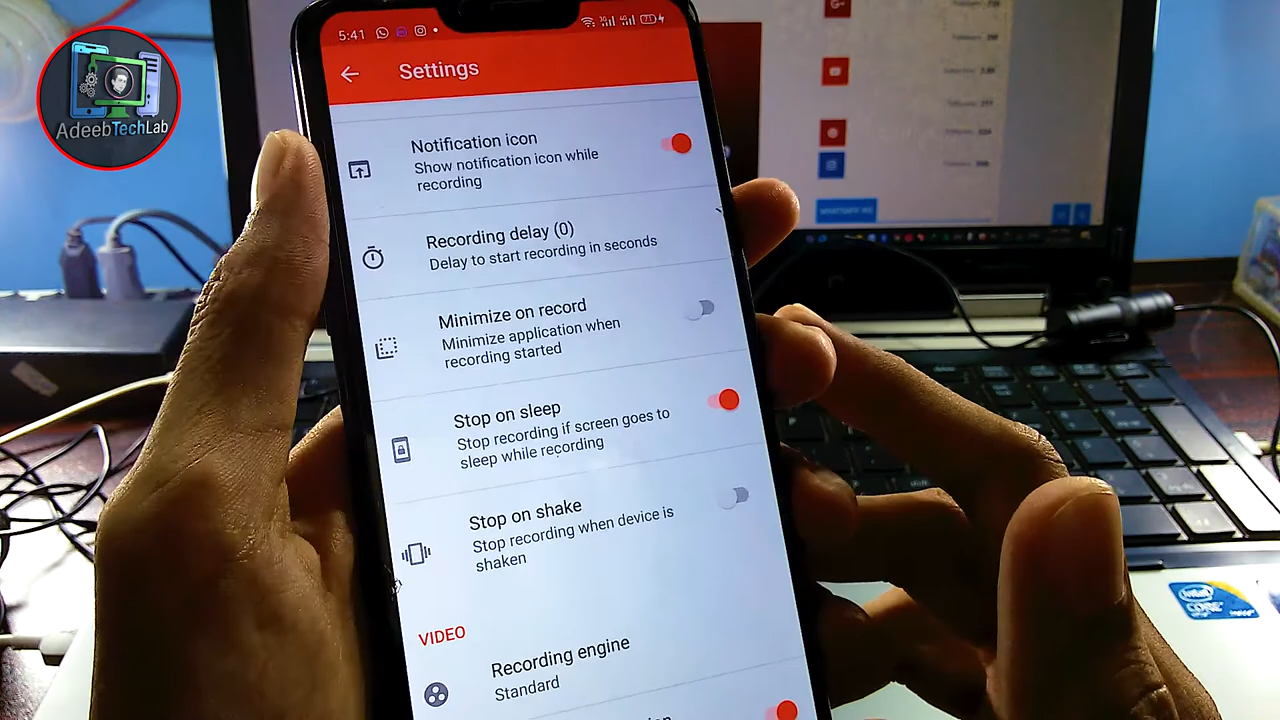 AdeebTechLab
5:41
Settings
Notification icon
Show notification icon while
recording
Recording delay (0)
Delay to start recording in seconds
Minimize on record
Minimize application when
recording started
Stop on sleep
Stop recording if screen goes to
sleep while recording
Stop on shake
Stop recording when device is
shaken
VIDEO
Recording engine
Standard
intel
CORE